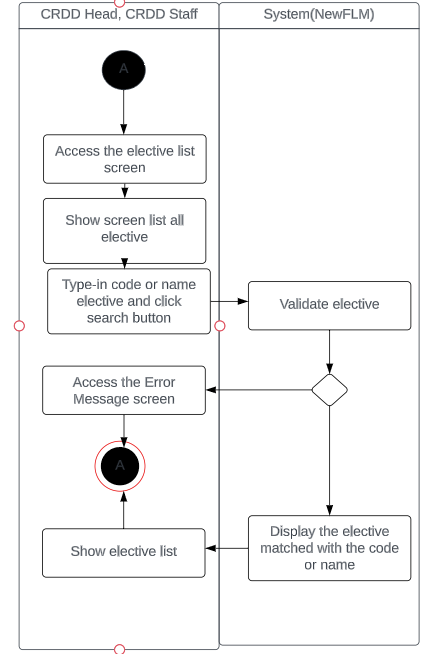 CRDD Head, CRDD Staff
System(NewFLM)
A
Access the elective list
screen
Show screen list all
elective
Type-in code or name
elective and click
search button
Validate elective
Access the Error
Message screen
A
Display the elective
matched with the code
or name
Show elective list